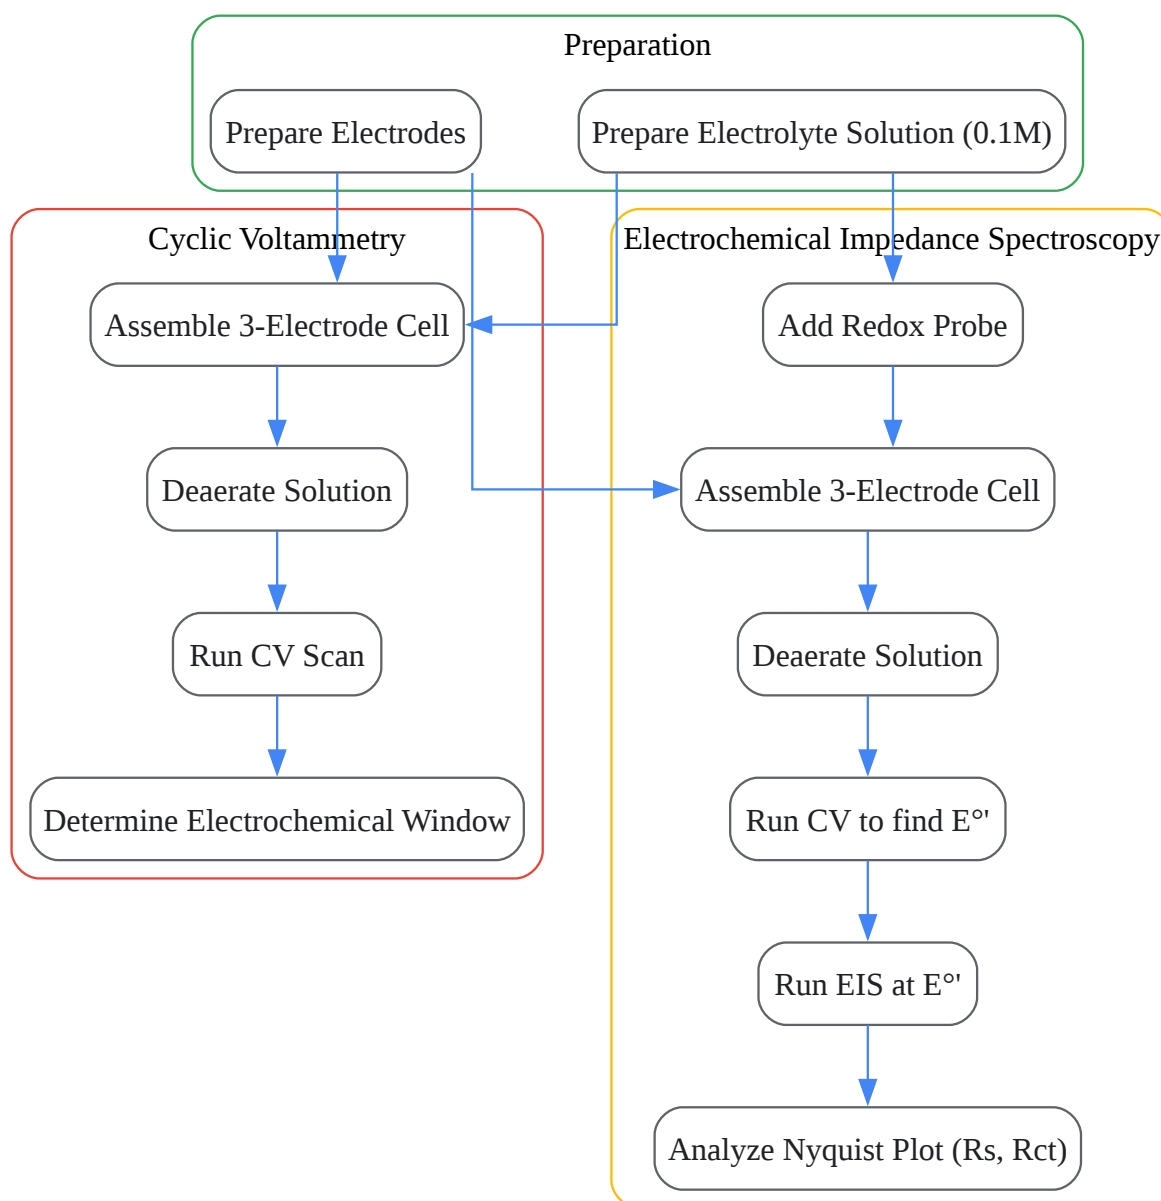 Preparation
Prepare Electrodes
Prepare Electrolyte Solution (0.1M)
Cyclic Voltammetry
Assemble 3-Electrode Cell
Deaerate Solution
Run CV Scan
Determine Electrochemical Window
Electrochemical Impedance Spectroscopy
Add Redox Probe
Assemble 3-Electrode Cell
Deaerate Solution
Run CV to find E°'
Run EIS at E°'
Analyze Nyquist Plot (Rs, Rct)